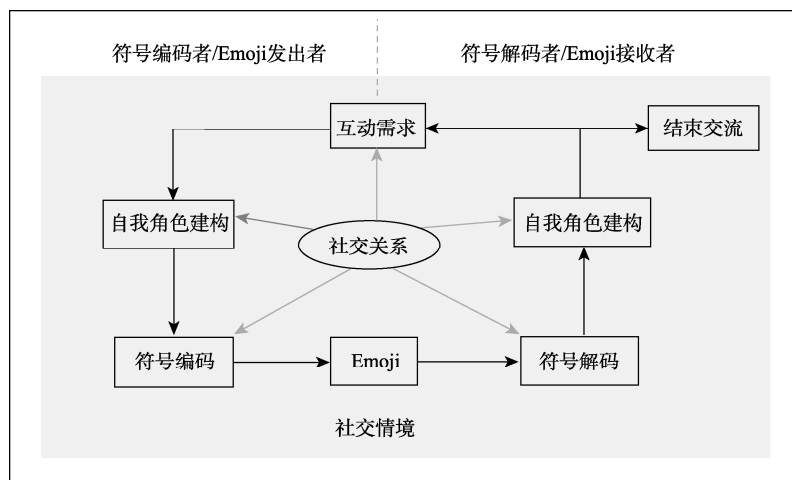 符号编码者/Emoji发出者
符号解码者/Emoji接收者
互动需求
结束交流
自我角色建构
自我角色建构
社交关系
符号编码
Emoji
符号解码
社交情境